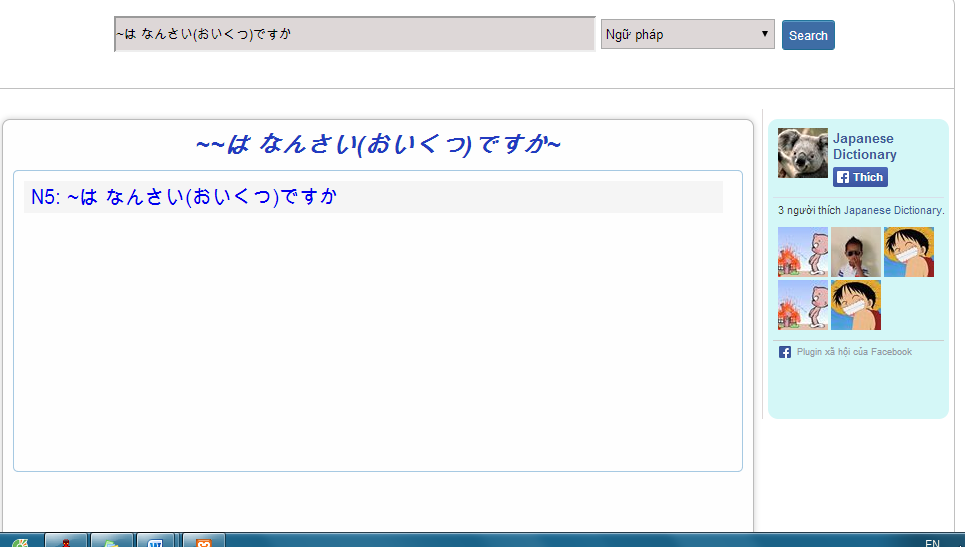 ~は なんさい(おいくつ)ですか
Ngữ pháp
Search
~~は なんさい(おいくつ)ですか~
N5: ~は なんさい(おいくつ)ですか
Japanese
Dictionary
Thích
3 người thích Japanese Dictionary.
Plugin xã hội của Facebook
EN